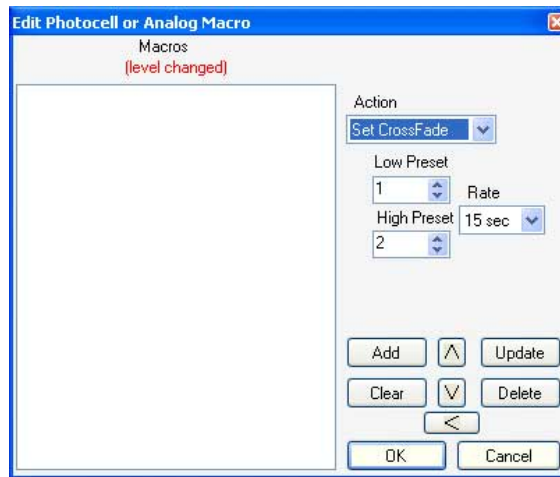 Edit Photocell or Analog Macro
Macros
(level changed)
Action
Set CrossFade
Low Preset
1
Rate
High Preset
15 sec
2
Add
Update
Clear
Delete
<
OK
Cancel